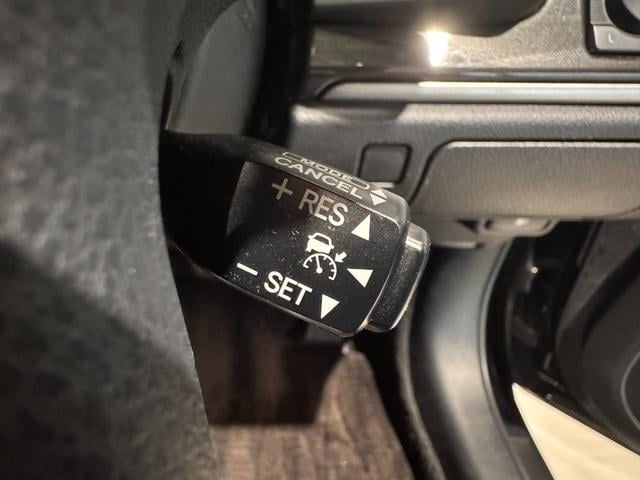 MODE
CANCEL
+ RES
− SET
L